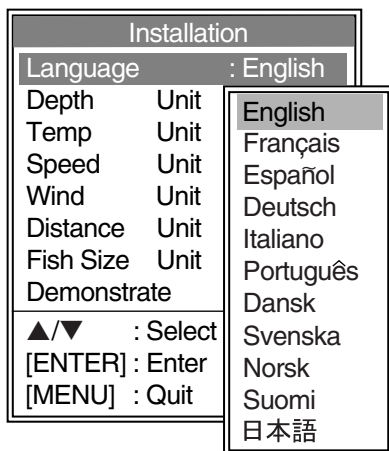 Installation
Language : English
Depth Unit
Temp Unit
Speed Unit
Wind Unit
Distance Unit
Fish Size Unit
Demonstrate
▲/▼ : Select
[ENTER] : Enter
[MENU] : Quit
English
Français
Español
Deutsch
Italiano
Português
Dansk
Svenska
Norsk
Suomi
日本語